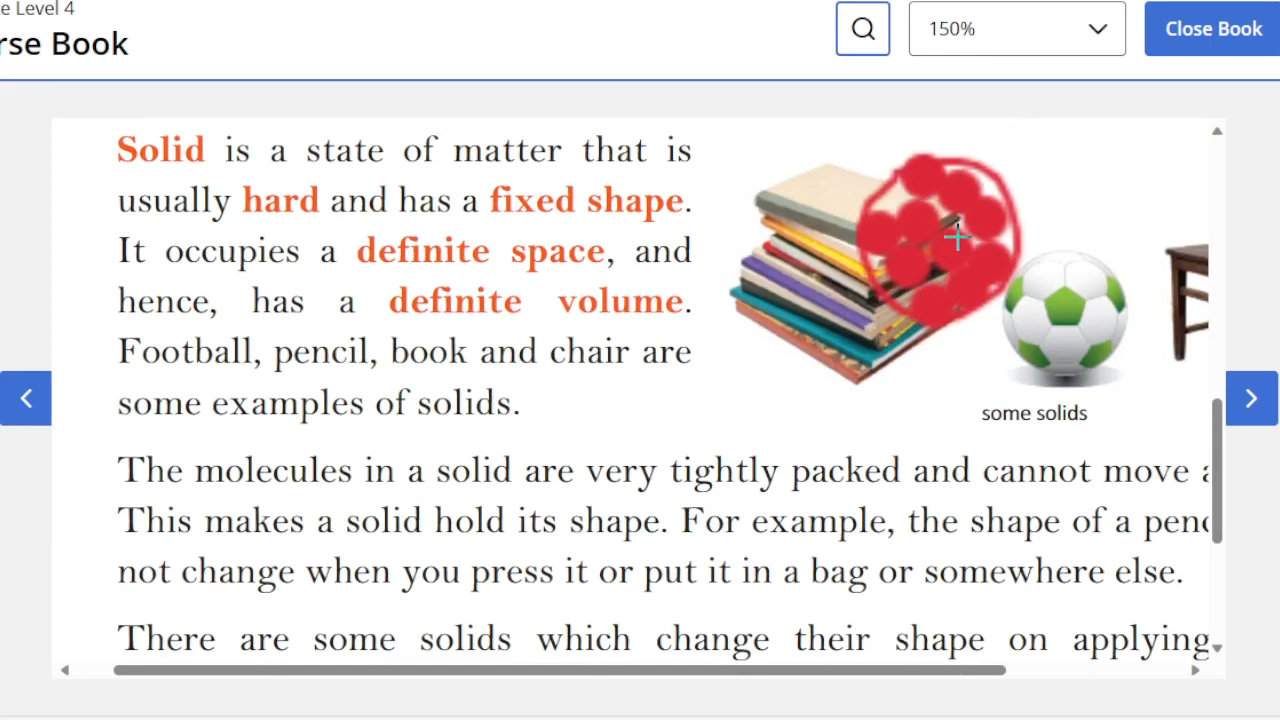 e Level 4
rse Book
150%
Close Book
Solid is a state of matter that is
usually hard and has a fixed shape.
It occupies a definite space, and
hence, has a definite volume.
Football, pencil, book and chair are
some examples of solids.
some solids
The molecules in a solid are very tightly packed and cannot move a
This makes a solid hold its shape. For example, the shape of a penc
not change when you press it or put it in a bag or somewhere else.
There are some solids which change their shape on applying